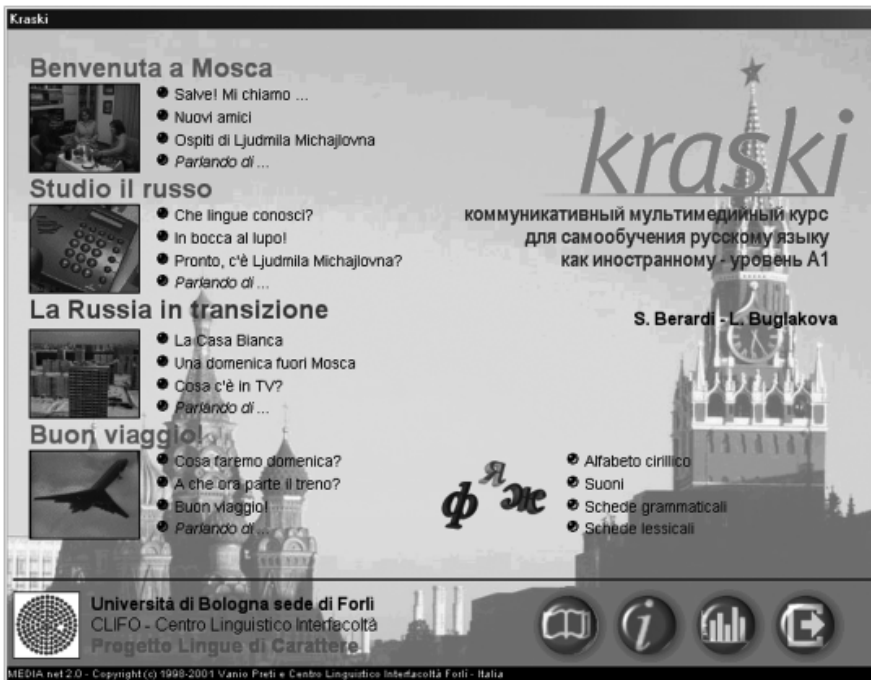 Kraski
Benvenuta a Mosca
Salve! Mi chiamo ...
Nuovi amici
Ospiti di Ljudmila Michajlovna
Parlando di ...
Studio il russo
Che lingue conosci?
In bocca al lupo!
Pronto, c'è Ljudmila Michajlovna?
Parlando di ...
La Russia in transizione
La Casa Bianca
Una domenica fuori Mosca
Cosa c'è in TV?
Parlando di ...
Buon viaggio!
Cosa faremo domenica?
A che ora parte il treno?
Buon viaggio!
Parlando di ...
kraski
коммуникативный мультимедийный курс
для самообучения русскому языку
как иностранному - уровень А1
S. Berardi - L. Buglakova
ф я ж
Alfabeto cirillico
Suoni
Schede grammaticali
Schede lessicali
Università di Bologna sede di Forlì
CLIFO - Centro Linguistico Interfacoltà
Progetto Lingue di Carattere
i
MEDIA net 2.0 - Copyright (c) 1998-2001 Vanio Preti e Centro Linguistico Interfacoltà Forlì - Italia